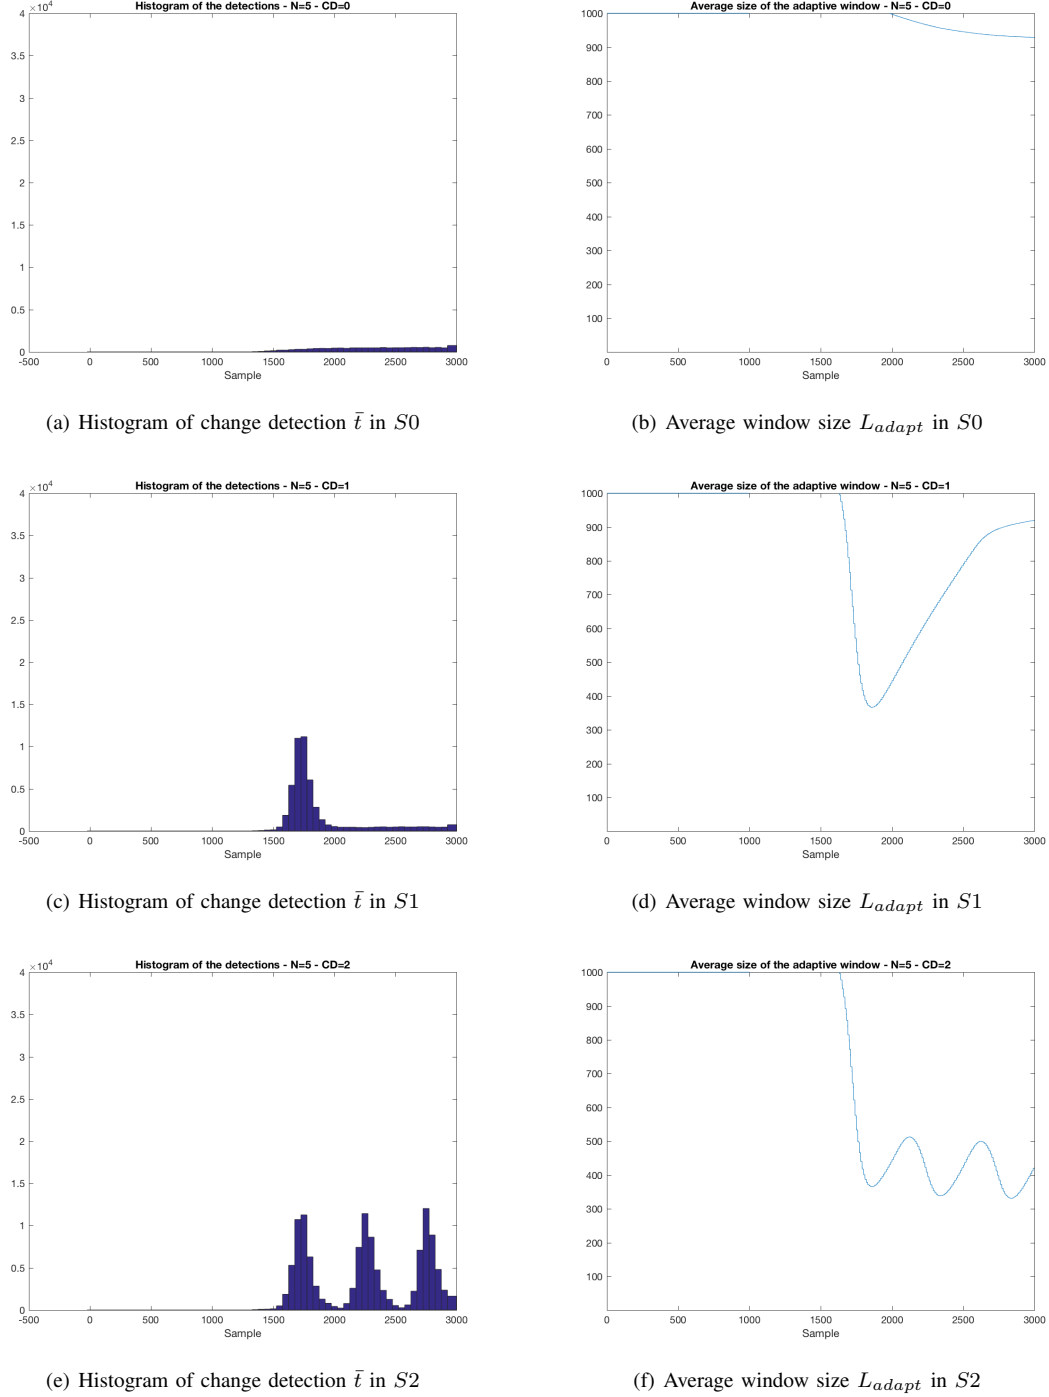 Histogram of the detections - N=5 - CD=0
×10⁴
4
3.5
3
2.5
2
1.5
1
0.5
0
-500 0 500 1000 1500 2000 2500 3000
Sample
(a) Histogram of change detection t̄ in S0
Average size of the adaptive window - N=5 - CD=0
1000
900
800
700
600
500
400
300
200
100
0 500 1000 1500 2000 2500 3000
Sample
(b) Average window size L_adapt in S0
Histogram of the detections - N=5 - CD=1
×10⁴
4
3.5
3
2.5
2
1.5
1
0.5
0
-500 0 500 1000 1500 2000 2500 3000
Sample
(c) Histogram of change detection t̄ in S1
Average size of the adaptive window - N=5 - CD=1
1000
900
800
700
600
500
400
300
200
100
0 500 1000 1500 2000 2500 3000
Sample
(d) Average window size L_adapt in S1
Histogram of the detections - N=5 - CD=2
×10⁴
4
3.5
3
2.5
2
1.5
1
0.5
0
-500 0 500 1000 1500 2000 2500 3000
Sample
(e) Histogram of change detection t̄ in S2
Average size of the adaptive window - N=5 - CD=2
1000
900
800
700
600
500
400
300
200
100
0 500 1000 1500 2000 2500 3000
Sample
(f) Average window size L_adapt in S2